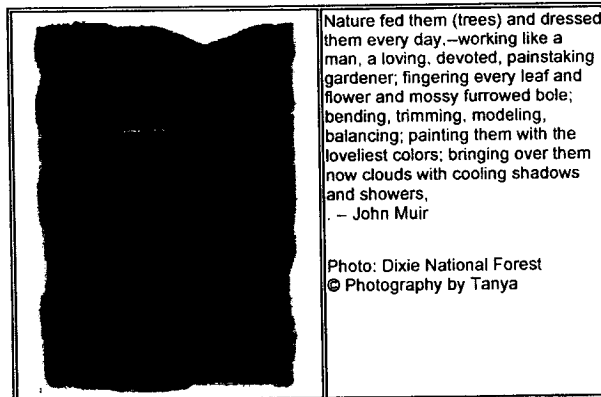 Nature fed them (trees) and dressed
them every day,–working like a
man, a loving, devoted, painstaking
gardener; fingering every leaf and
flower and mossy furrowed bole;
bending, trimming, modeling,
balancing; painting them with the
loveliest colors; bringing over them
now clouds with cooling shadows
and showers,
. – John Muir
Photo: Dixie National Forest
© Photography by Tanya